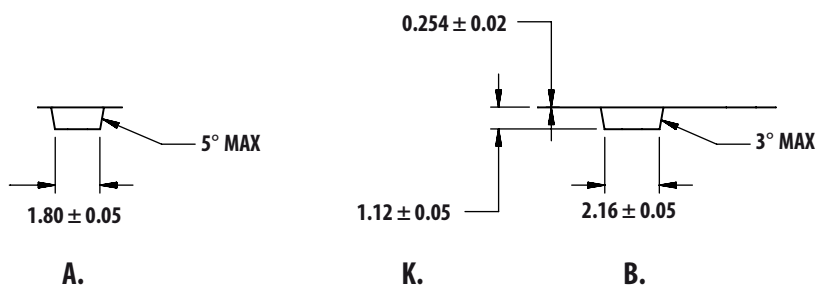 0.254 ± 0.02
5° MAX
3° MAX
1.80 ± 0.05
1.12 ± 0.05
2.16 ± 0.05
A.
K.
B.